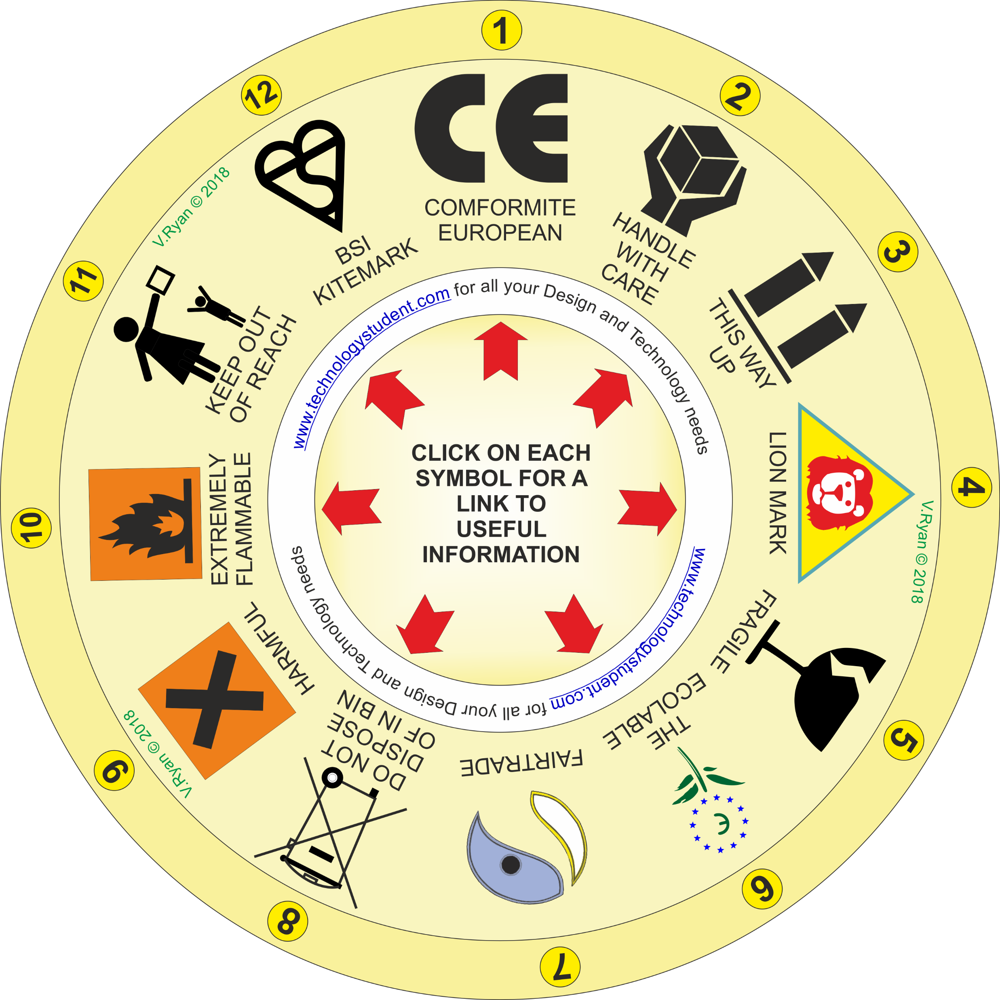 1
CE
COMFORMITE
EUROPEAN
2
HANDLE
WITH
CARE
3
THIS WAY
UP
4
LION MARK
V.Ryan © 2018
5
FRAGILE
6
THE
ECOLABLE
7
FAIRTRADE
8
DO NOT
DISPOSE
OF IN BIN
9
HARMFUL
V.Ryan © 2018
10
EXTREMELY
FLAMMABLE
11
KEEP OUT
OF REACH
V.Ryan © 2018
12
BSI
KITEMARK
www.technologystudent.com for all your Design and Technology needs
www.technologystudent.com for all your Design and Technology needs
CLICK ON EACH
SYMBOL FOR A
LINK TO
USEFUL
INFORMATION